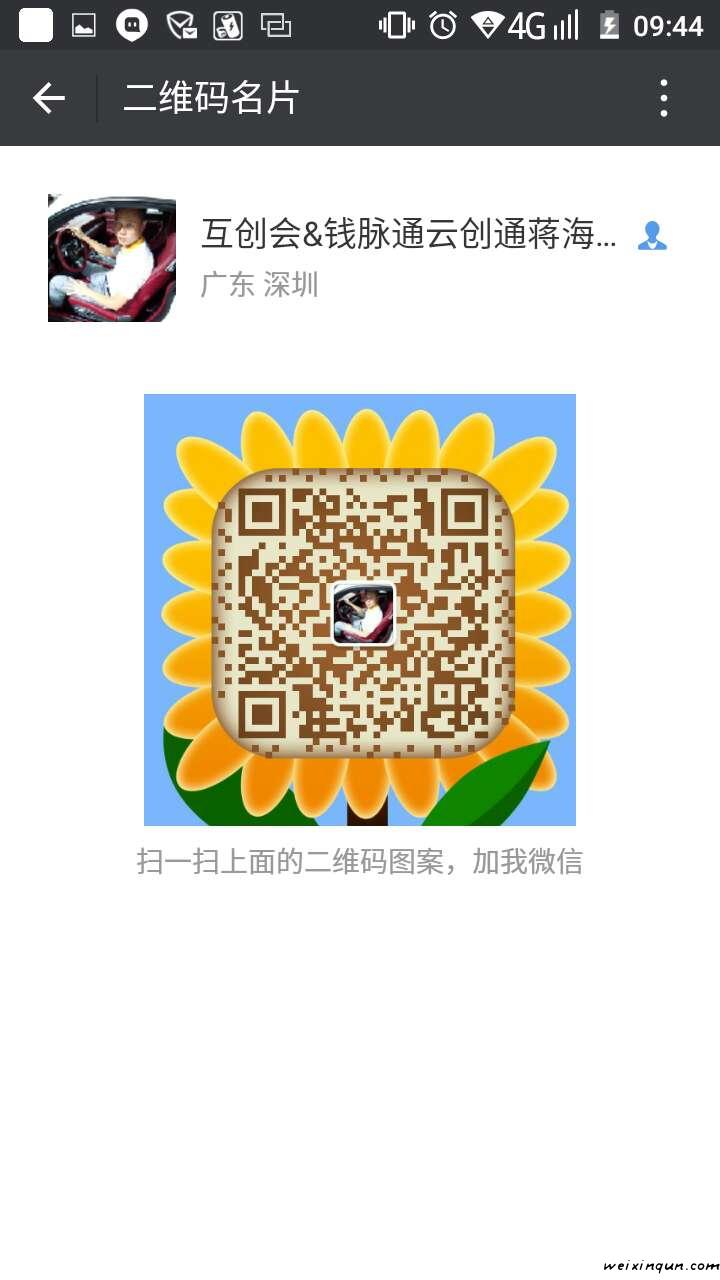 4G 09:44
二维码名片
互创会&钱脉通云创通蒋海...
广东 深圳
扫一扫上面的二维码图案，加我微信
weixinqun.com